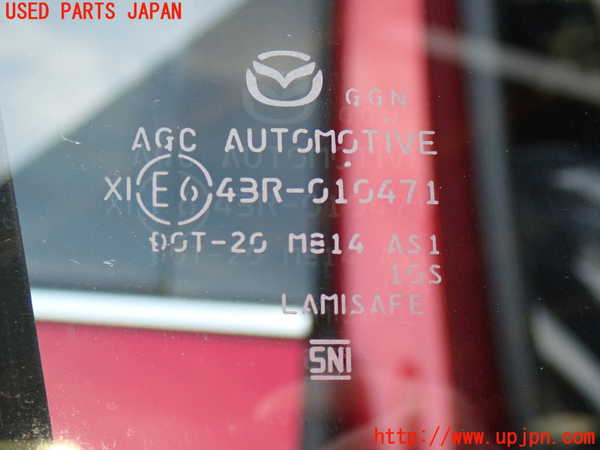 USED PARTS JAPAN
GGN
AGC AUTOMOTIVE
XI E6 43R-010471
DOT-20 M814 AS1
1GS
LAMISAFE
SNI
http://www.upjpn.com/